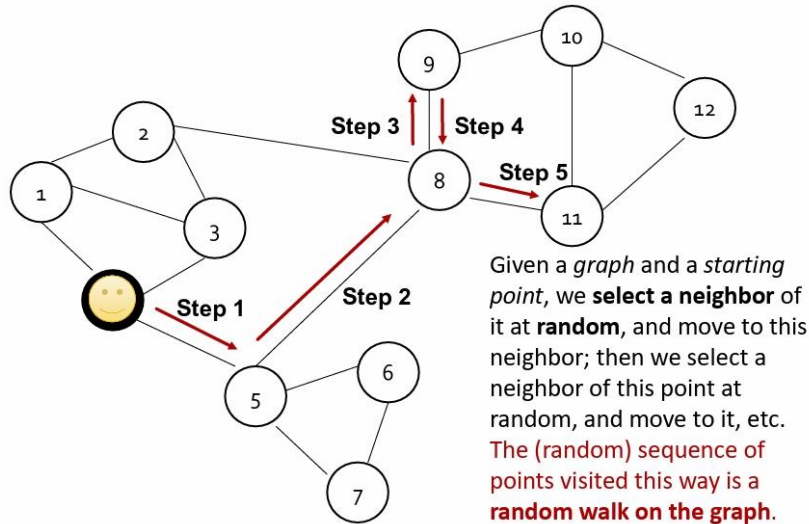 10
9
12
Step 3
Step 4
2
8
Step 5
1
11
3
Given a graph and a starting
point, we select a neighbor of
it at random, and move to this
neighbor; then we select a
neighbor of this point at
random, and move to it, etc.
The (random) sequence of
points visited this way is a
random walk on the graph.
Step 1
Step 2
6
5
7